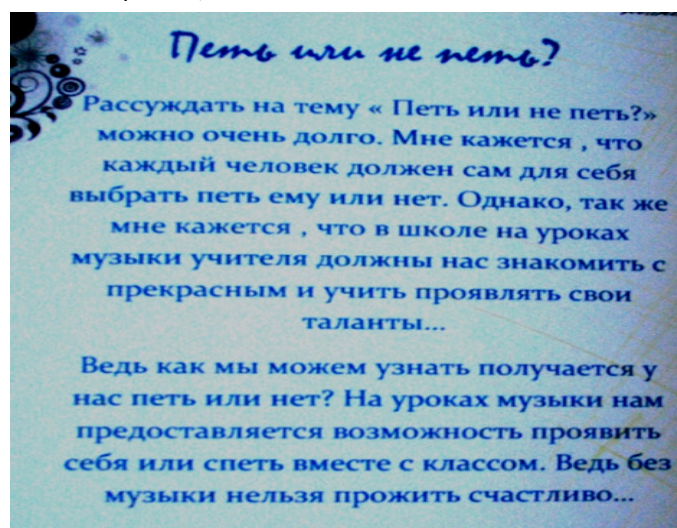 Петь или не петь?
Рассуждать на тему « Петь или не петь?»
можно очень долго. Мне кажется , что
каждый человек должен сам для себя
выбрать петь ему или нет. Однако, так же
мне кажется , что в школе на уроках
музыки учителя должны нас знакомить с
прекрасным и учить проявлять свои
таланты...
Ведь как мы можем узнать получается у
нас петь или нет? На уроках музыки нам
предоставляется возможность проявить
себя или спеть вместе с классом. Ведь без
музыки нельзя прожить счастливо...